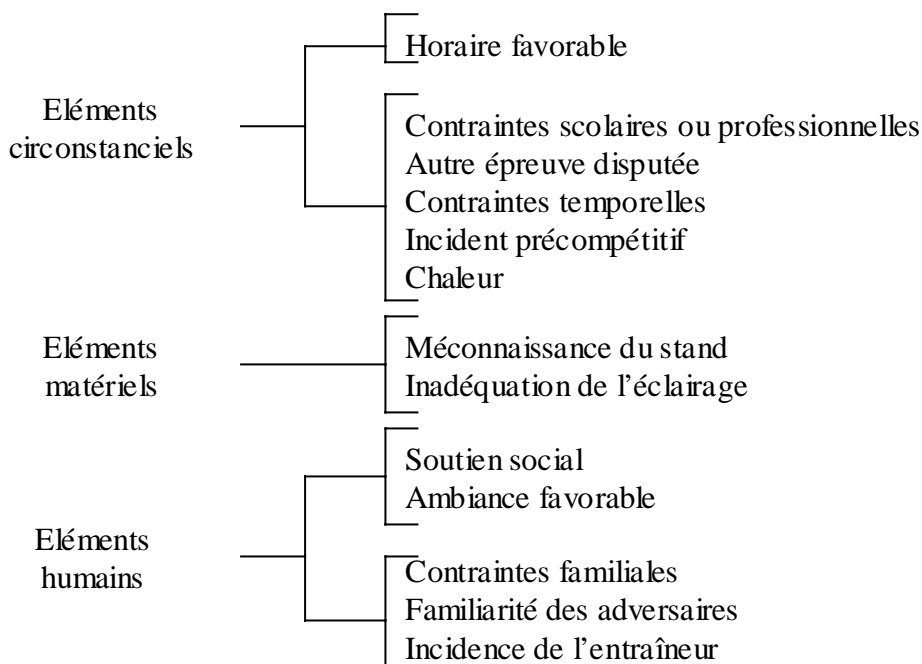 Horaire favorable
Eléments
circonstanciels
Contraintes scolaires ou professionnelles
Autre épreuve disputée
Contraintes temporelles
Incident précompétitif
Chaleur
Eléments
matériels
Méconnaissance du stand
Inadéquation de l’éclairage
Soutien social
Ambiance favorable
Eléments
humains
Contraintes familiales
Familiarité des adversaires
Incidence de l’entraîneur